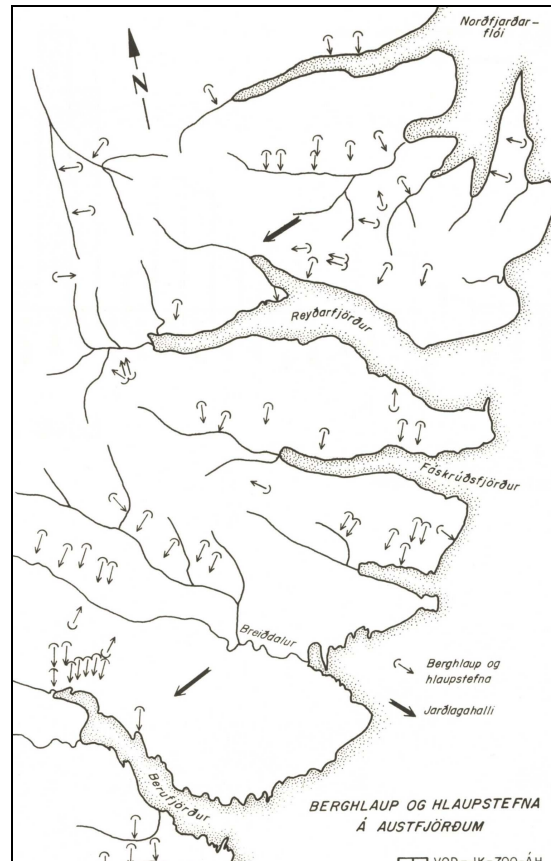 Norðfjarðar-
flói
N
Reyðarfjörður
Fáskrúðsfjörður
Breiðdalur
Berghlaup og
hlaupstefna
Jarðlagahalli
Berufjörður
BERGHLAUP OG HLAUPSTEFNA
Á AUSTFJÖRÐUM